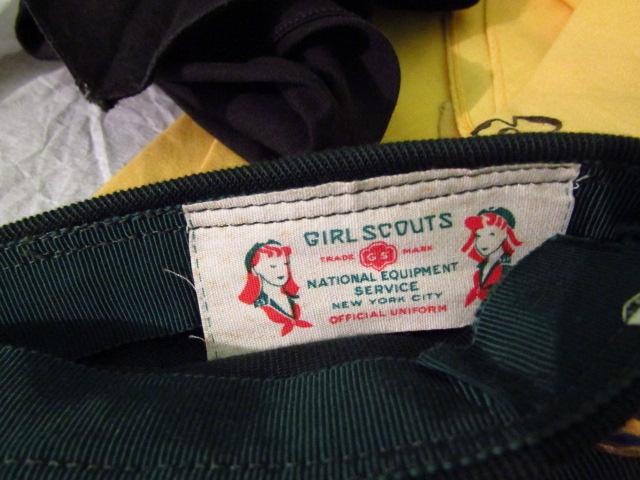 GIRL SCOUTS
TRADE GS MARK
NATIONAL EQUIPMENT
SERVICE
NEW YORK CITY
OFFICIAL UNIFORM